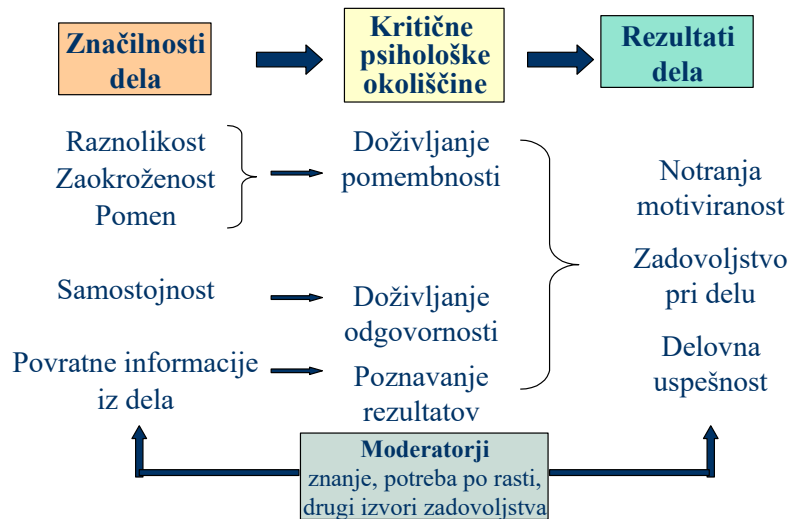 Značilnosti
dela
Kritične
psihološke
okoliščine
Rezultati
dela
Raznolikost
Zaokroženost
Pomen
Doživljanje
pomembnosti
Samostojnost
Doživljanje
odgovornosti
Povratne informacije
iz dela
Poznavanje
rezultatov
Notranja
motiviranost
Zadovoljstvo
pri delu
Delovna
uspešnost
Moderatorji
znanje, potreba po rasti,
drugi izvori zadovoljstva